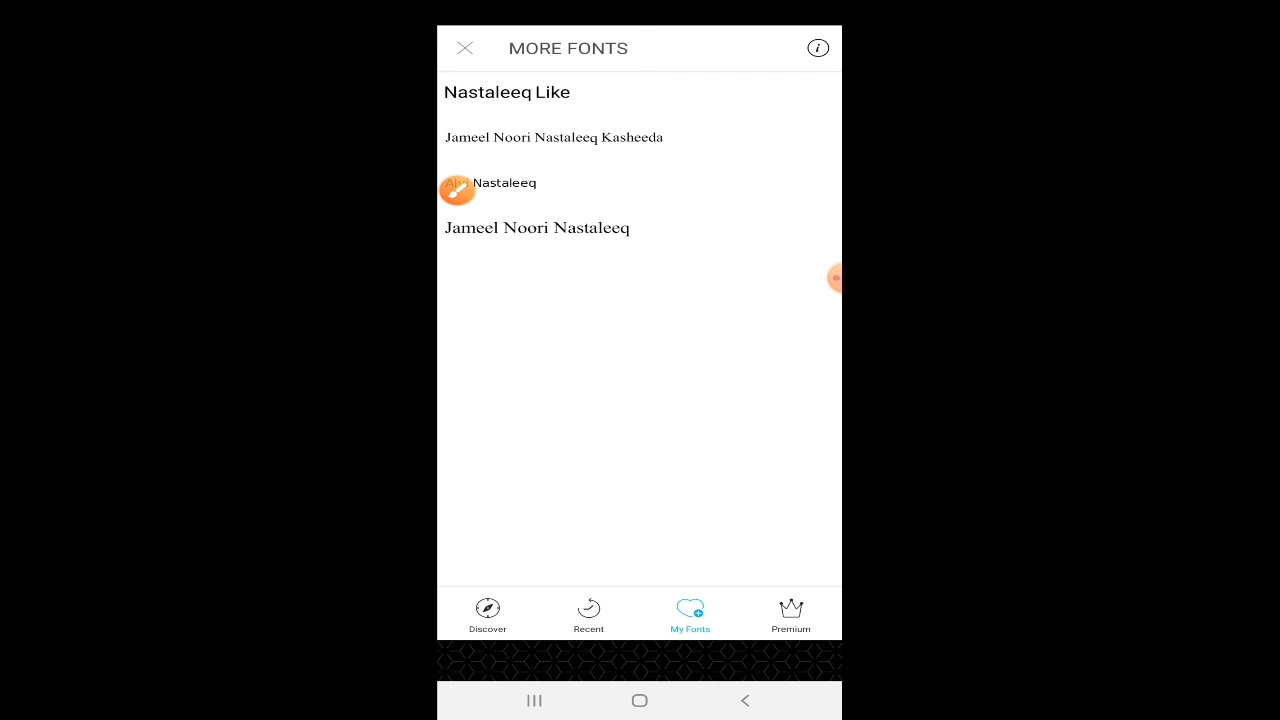 MORE FONTS
Nastaleeq Like
Jameel Noori Nastaleeq Kasheeda
Nastaleeq
Jameel Noori Nastaleeq
Discover
Recent
My Fonts
Premium